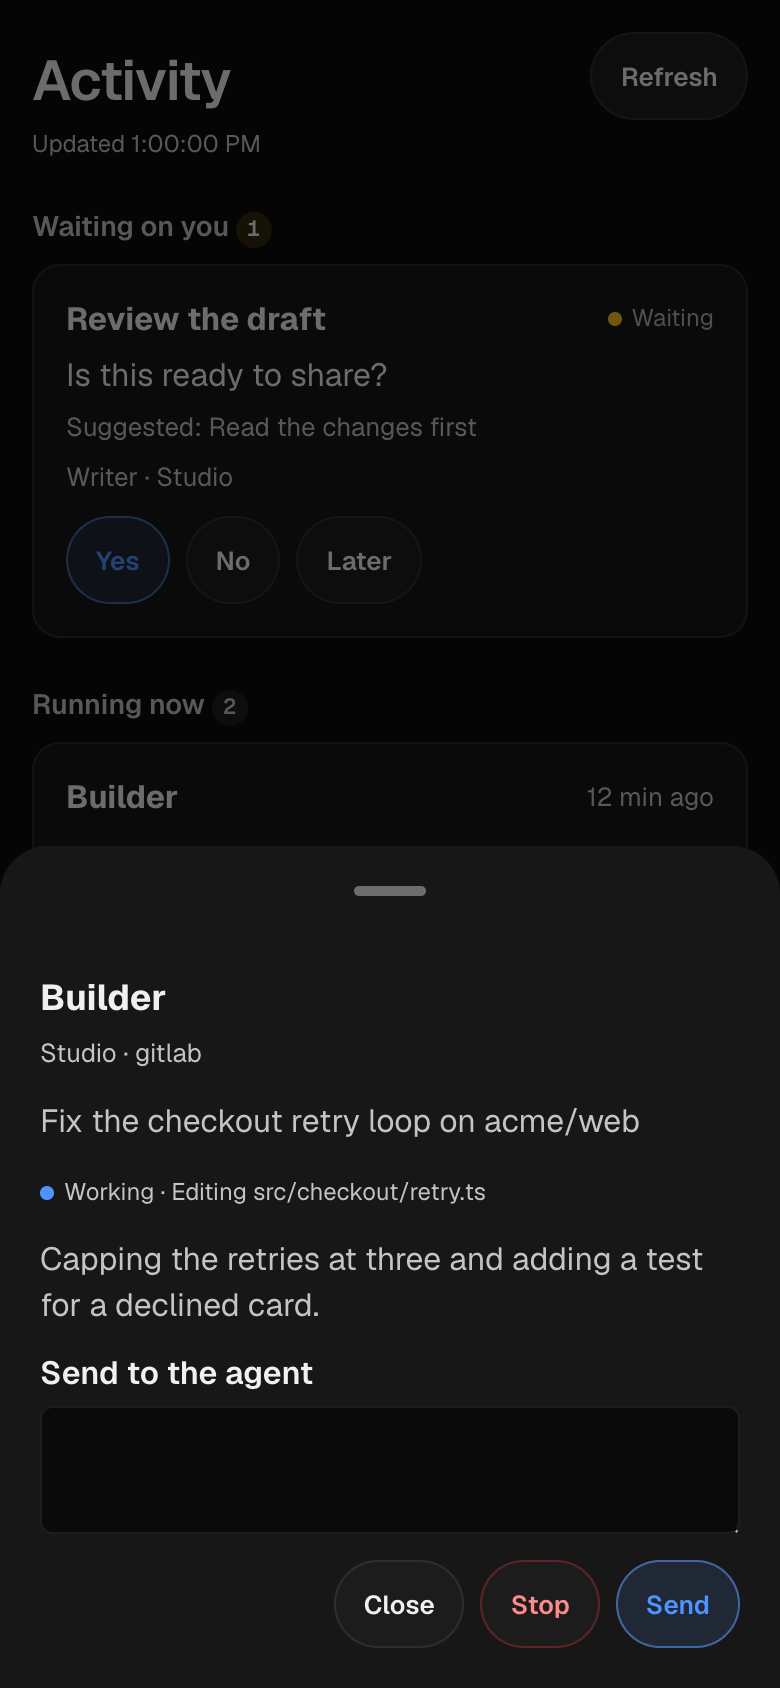 Activity
Refresh
Updated 1:00:00 PM
Waiting on you 1
Review the draft
Waiting
Is this ready to share?
Suggested: Read the changes first
Writer · Studio
Yes
No
Later
Running now 2
Builder
12 min ago
Builder
Studio · gitlab
Fix the checkout retry loop on acme/web
Working · Editing src/checkout/retry.ts
Capping the retries at three and adding a test
for a declined card.
Send to the agent
Close
Stop
Send